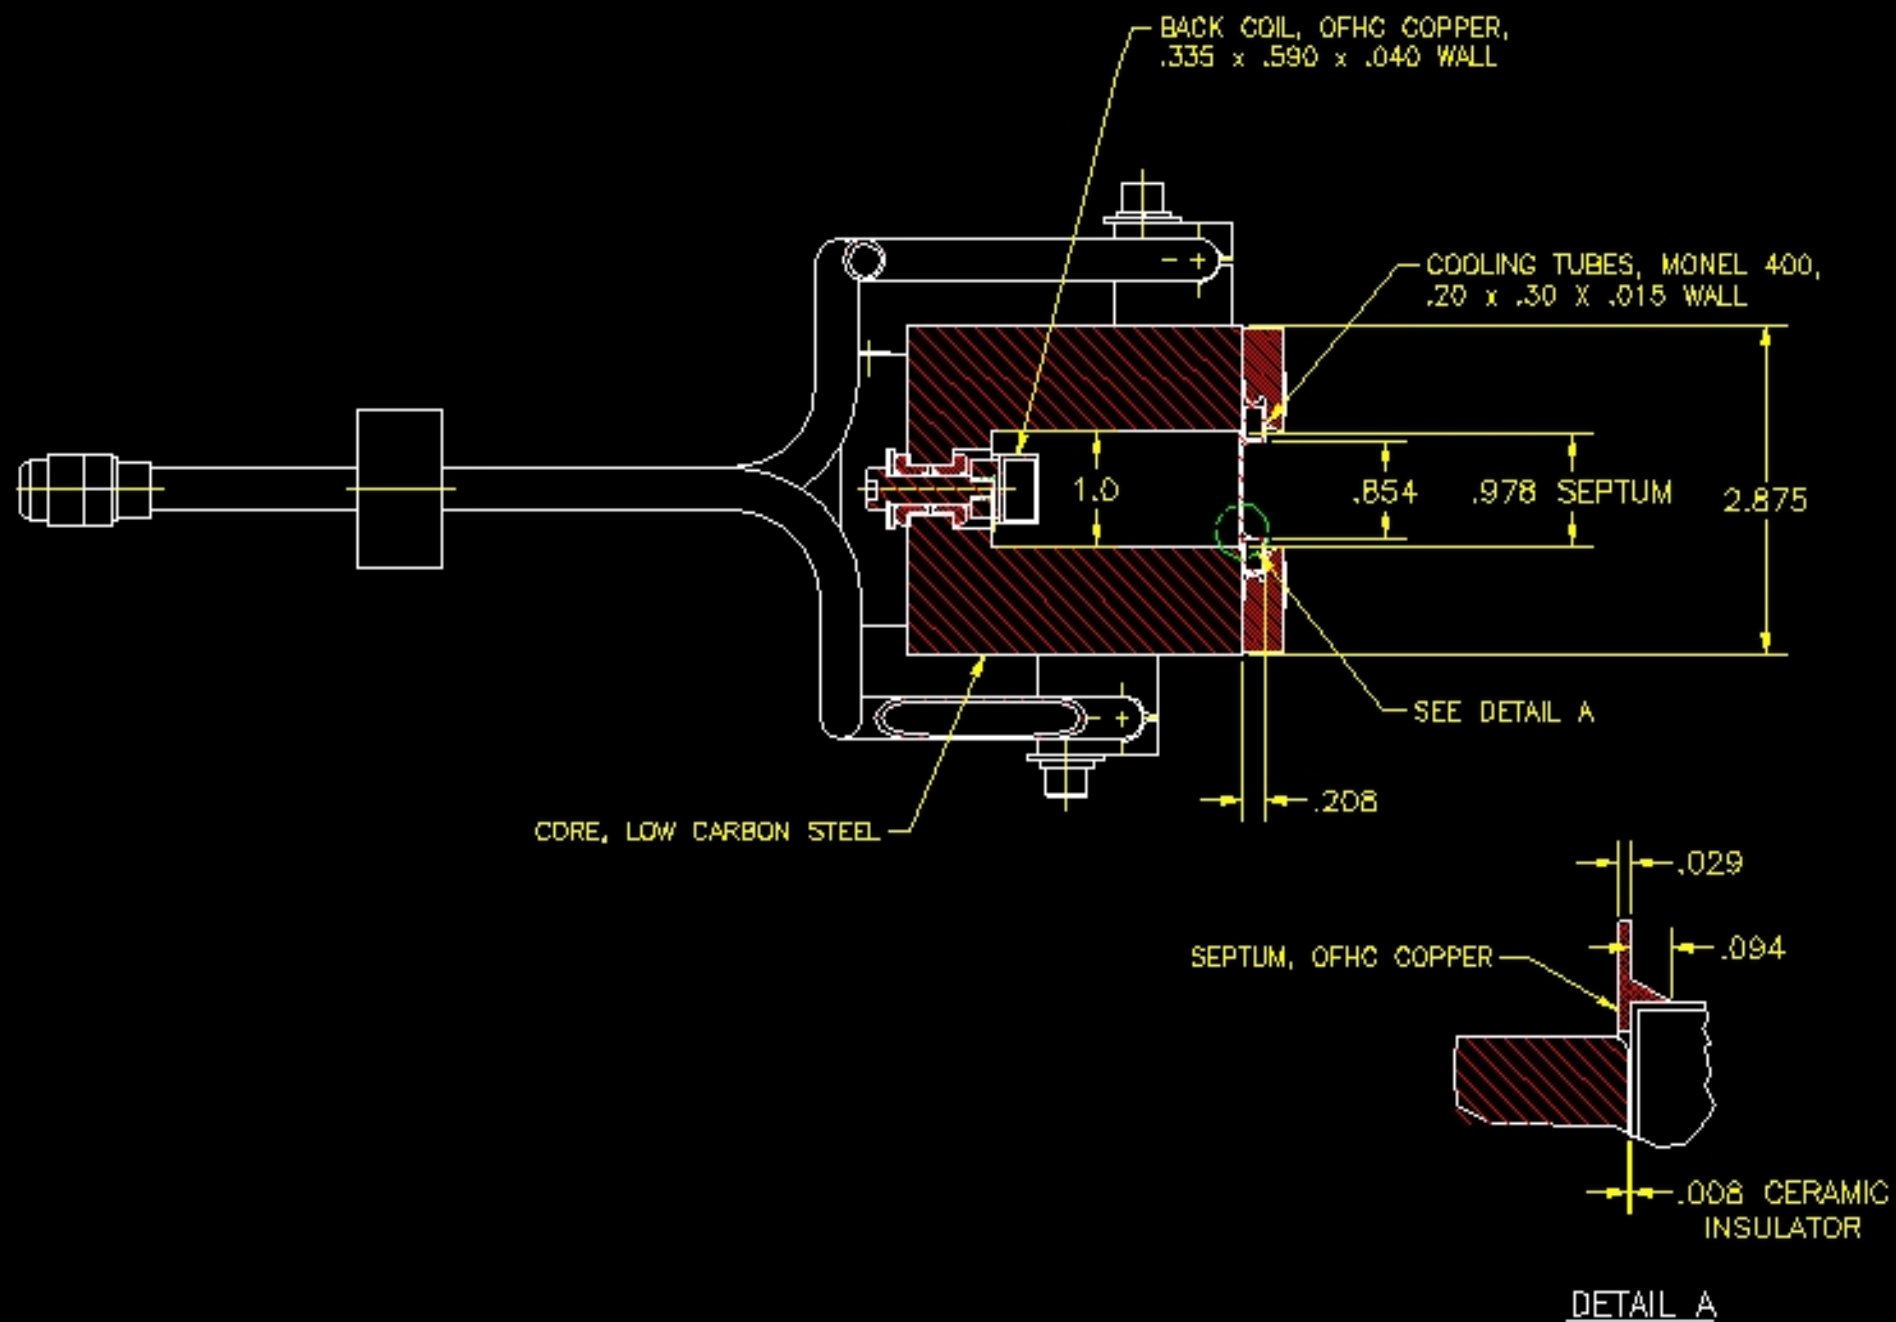 BACK COIL, OFHC COPPER,
.335 x .590 x .040 WALL
COOLING TUBES, MONEL 400,
.20 x .30 X .015 WALL
1.0
.854
.978 SEPTUM
2.875
SEE DETAIL A
.208
CORE, LOW CARBON STEEL
.029
SEPTUM, OFHC COPPER
.094
.008 CERAMIC
INSULATOR
DETAIL A